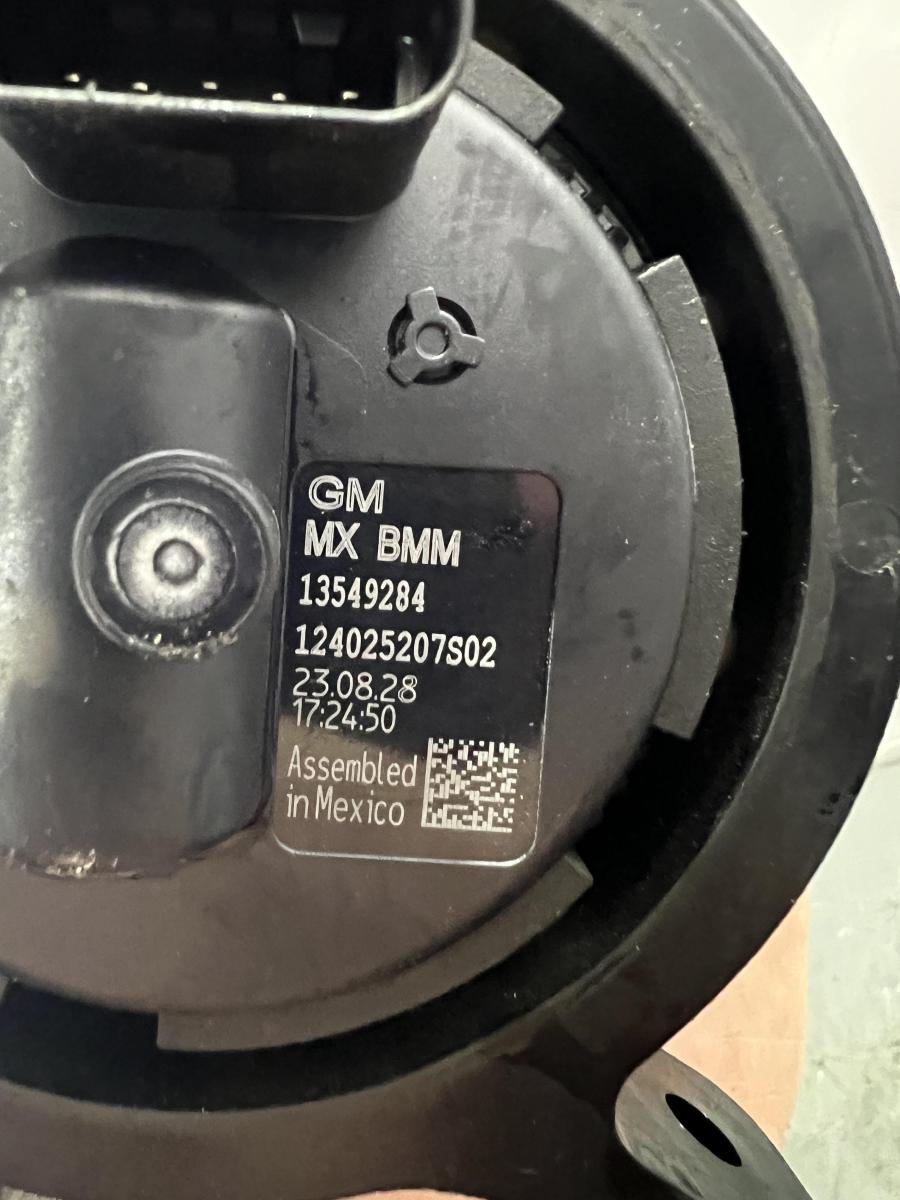 GM
MX BMM
13549284
124025207S02
23.08.28
17:24:50
Assembled
in Mexico